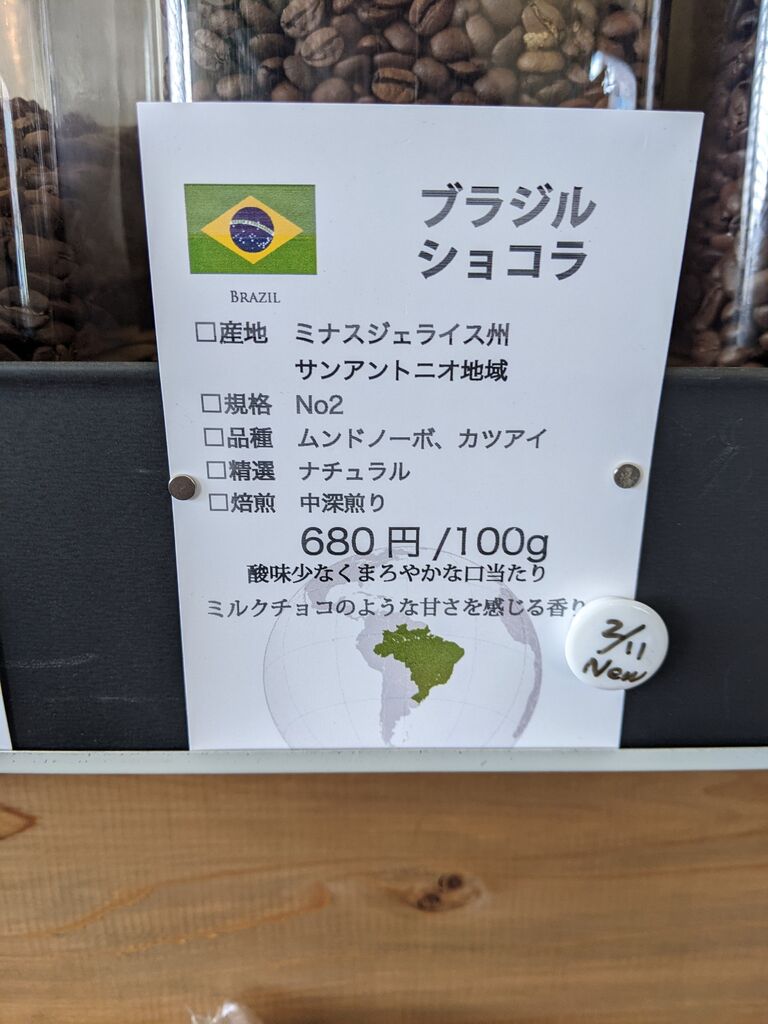 ブラジル
ショコラ
BRAZIL
□産地 ミナスジェライス州
サンアントニオ地域
□規格 No2
□品種 ムンドノーボ、カツアイ
□精選 ナチュラル
□焙煎 中深煎り
680円/100g
酸味少なくまろやかな口当たり
ミルクチョコのような甘さを感じる香り
2/11
New